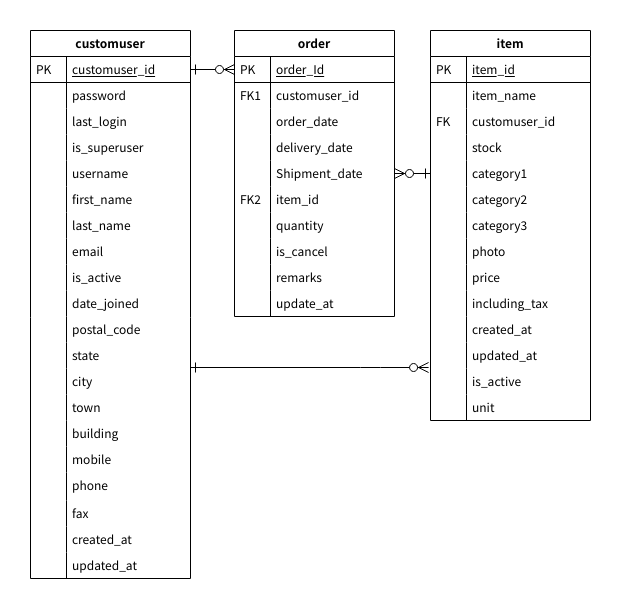 customuser
PK customuser_id
password
last_login
is_superuser
username
first_name
last_name
email
is_active
date_joined
postal_code
state
city
town
building
mobile
phone
fax
created_at
updated_at
order
PK order_Id
FK1 customuser_id
order_date
delivery_date
Shipment_date
FK2 item_id
quantity
is_cancel
remarks
update_at
item
PK item_id
item_name
FK customuser_id
stock
category1
category2
category3
photo
price
including_tax
created_at
updated_at
is_active
unit